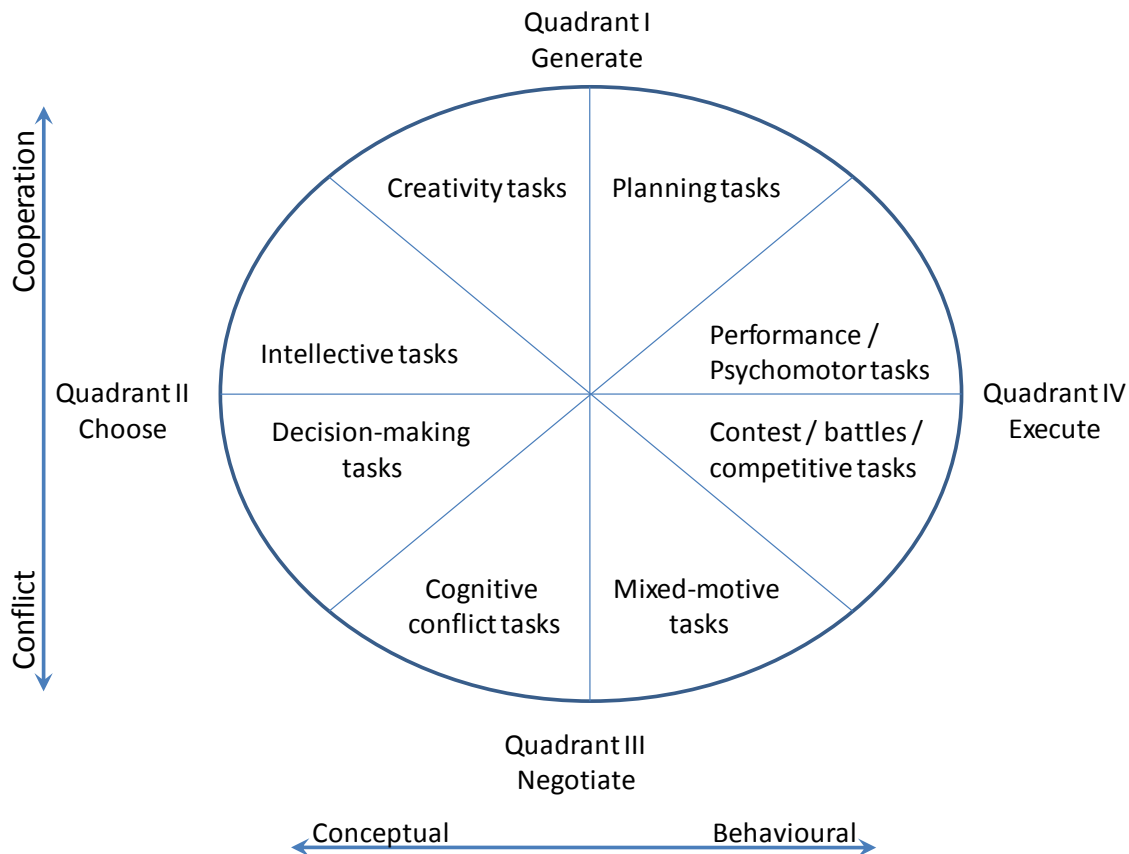 Quadrant I
Generate
Cooperation
Conflict
Creativity tasks
Planning tasks
Intellective tasks
Performance /
Psychomotor tasks
Quadrant II
Choose
Quadrant IV
Execute
Decision-making
tasks
Contest / battles /
competitive tasks
Cognitive
conflict tasks
Mixed-motive
tasks
Quadrant III
Negotiate
Conceptual
Behavioural